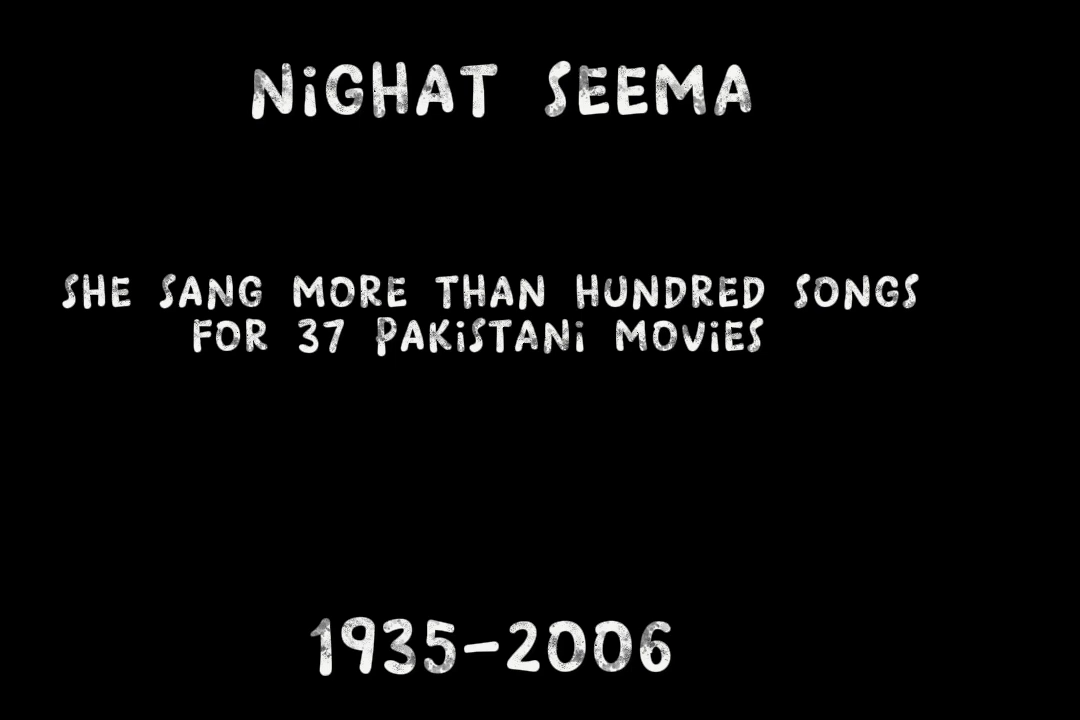 NiGHAT SEEMA
SHE SANG MORE THAN HUNDRED SONGS
FOR 37 PAKiSTANi MOViES
1935-2006